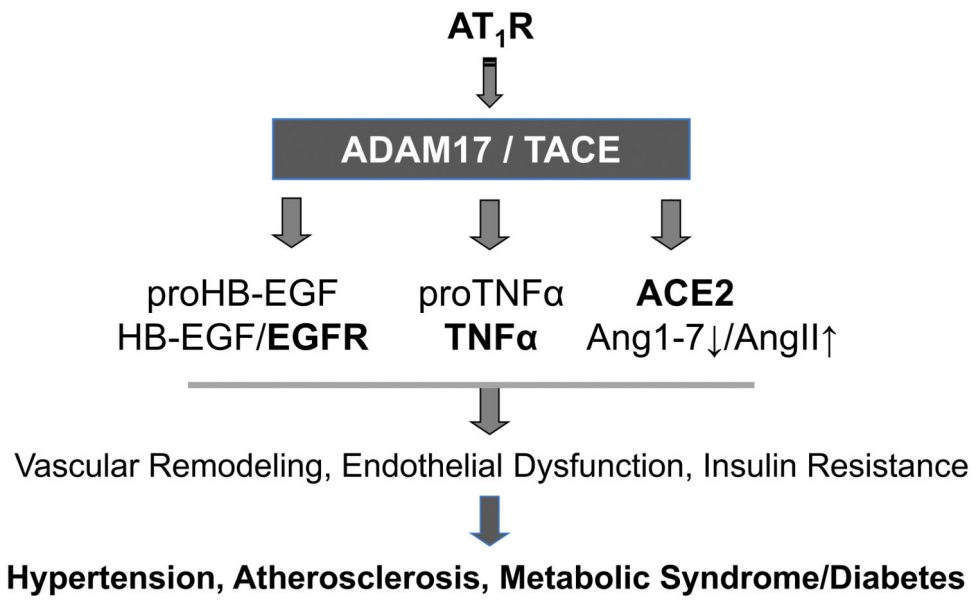 AT₁R
ADAM17 / TACE
proHB-EGF proTNFα ACE2
HB-EGF/EGFR TNFα Ang1-7↓/AngII↑
Vascular Remodeling, Endothelial Dysfunction, Insulin Resistance
Hypertension, Atherosclerosis, Metabolic Syndrome/Diabetes